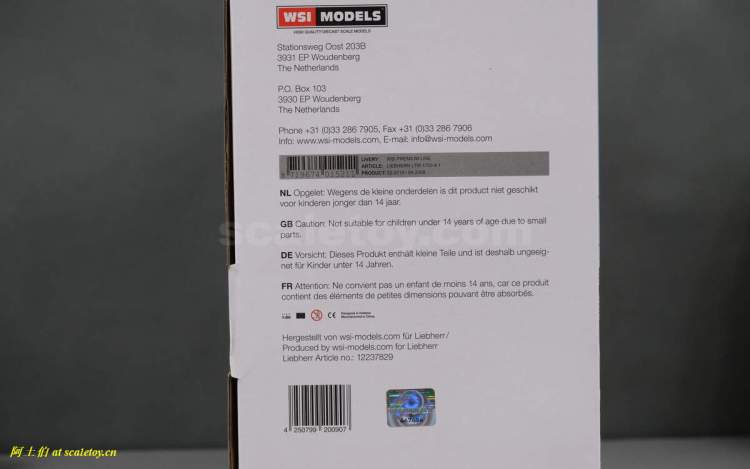 WSI MODELS
HIGH QUALITY DIECAST SCALE MODELS
Stationsweg Oost 203B
3931 EP Woudenberg
The Netherlands
P.O. Box 103
3930 EP Woudenberg
The Netherlands
Phone +31 (0)33 286 7905, Fax +31 (0)33 286 7906
Info: www.wsi-models.com, E-mail: info@wsi-models.com
LIVERY: WSI PREMIUM LINE
ARTICLE:
PRODUCT:
8 719674 015311
NL Opgelet: Wegens de kleine onderdelen is dit product niet geschikt
voor kinderen jonger dan 14 jaar.
GB Caution: Not suitable for children under 14 years of age due to small
parts.
scaletoy.com
DE Vorsicht: Dieses Produkt enthält kleine Teile und ist deshalb ungeeig-
net für Kinder unter 14 Jahren.
FR Attention: Ne convient pas un enfant de moins 14 ans, car ce produit
contient des éléments de petites dimensions pouvant être absorbés.
CE
Hergestellt von wsi-models.com für Liebherr/
Produced by wsi-models.com for Liebherr
Liebherr Article no.: 12237829
4 250799 200907
阿土伯 at scaletoy.cn